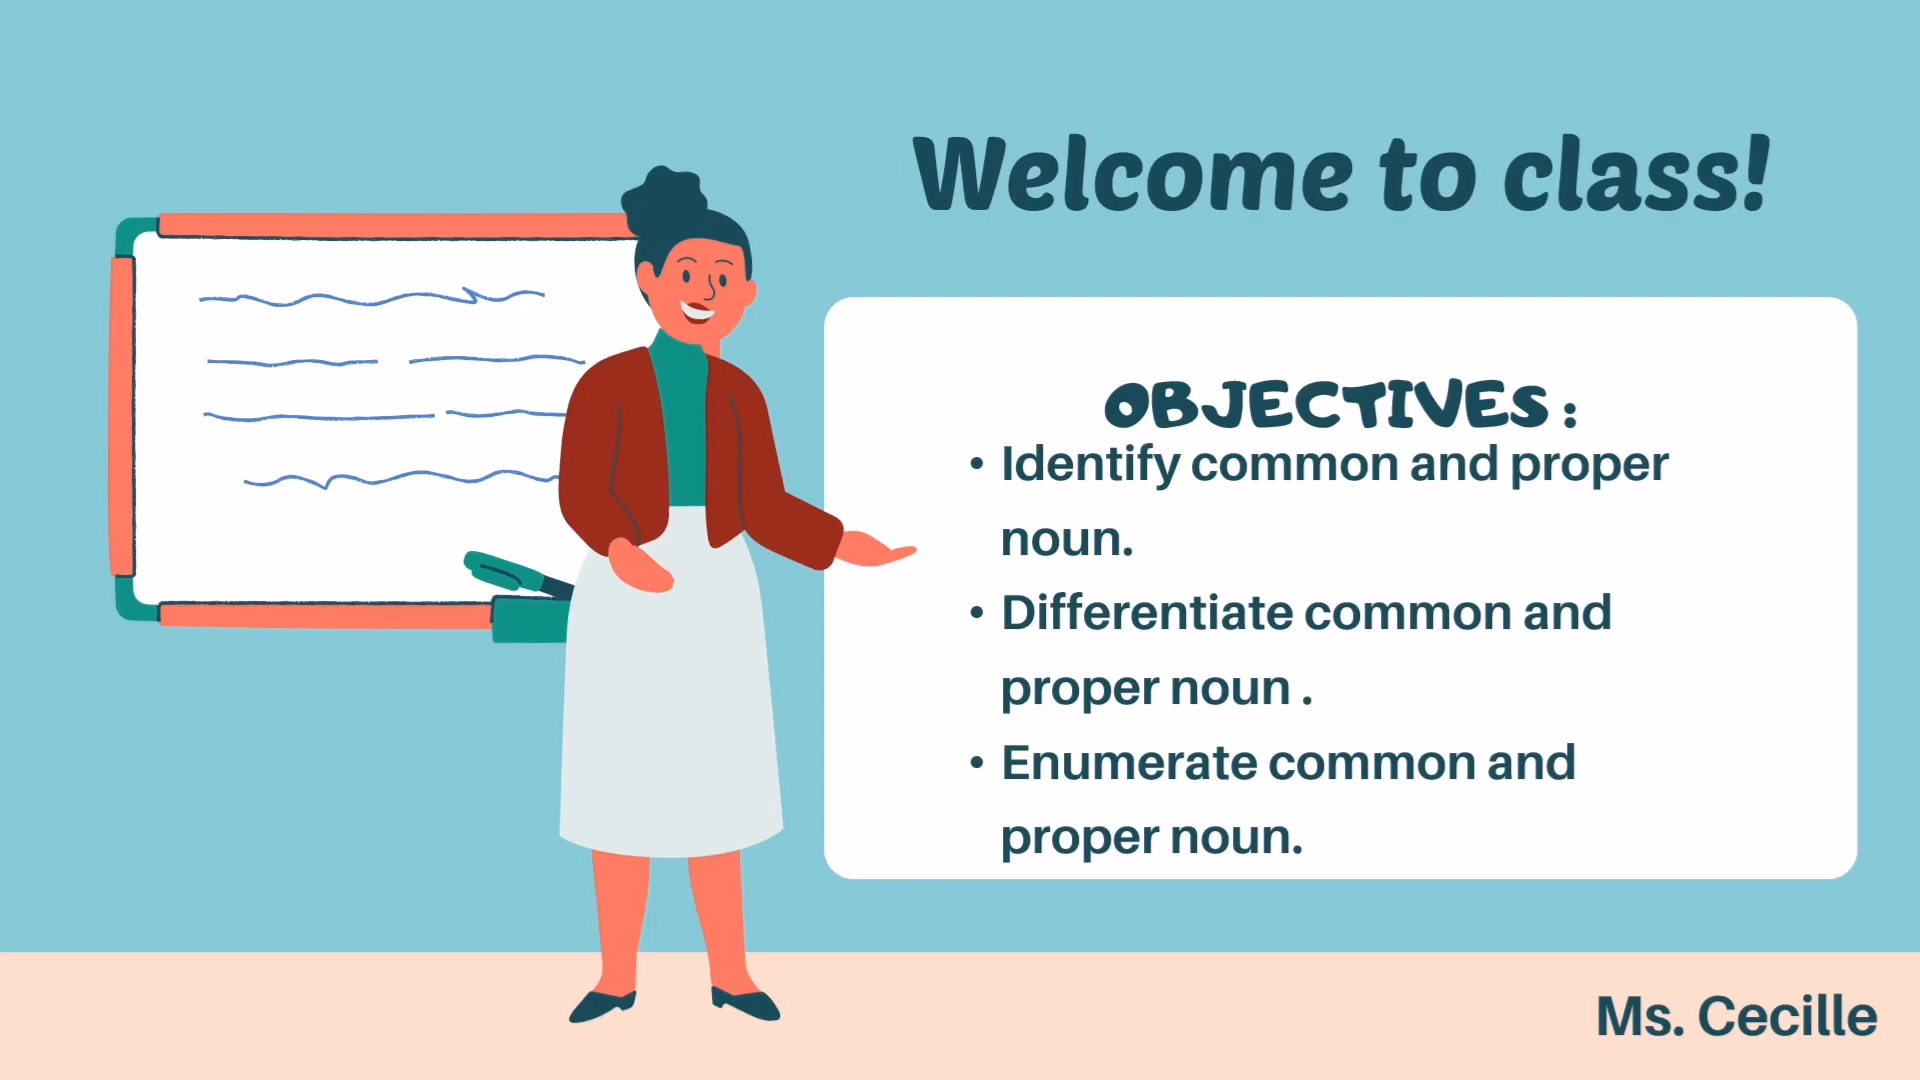 Welcome to class!
OBJECTIVES :
• Identify common and proper
noun.
• Differentiate common and
proper noun .
• Enumerate common and
proper noun.
Ms. Cecille